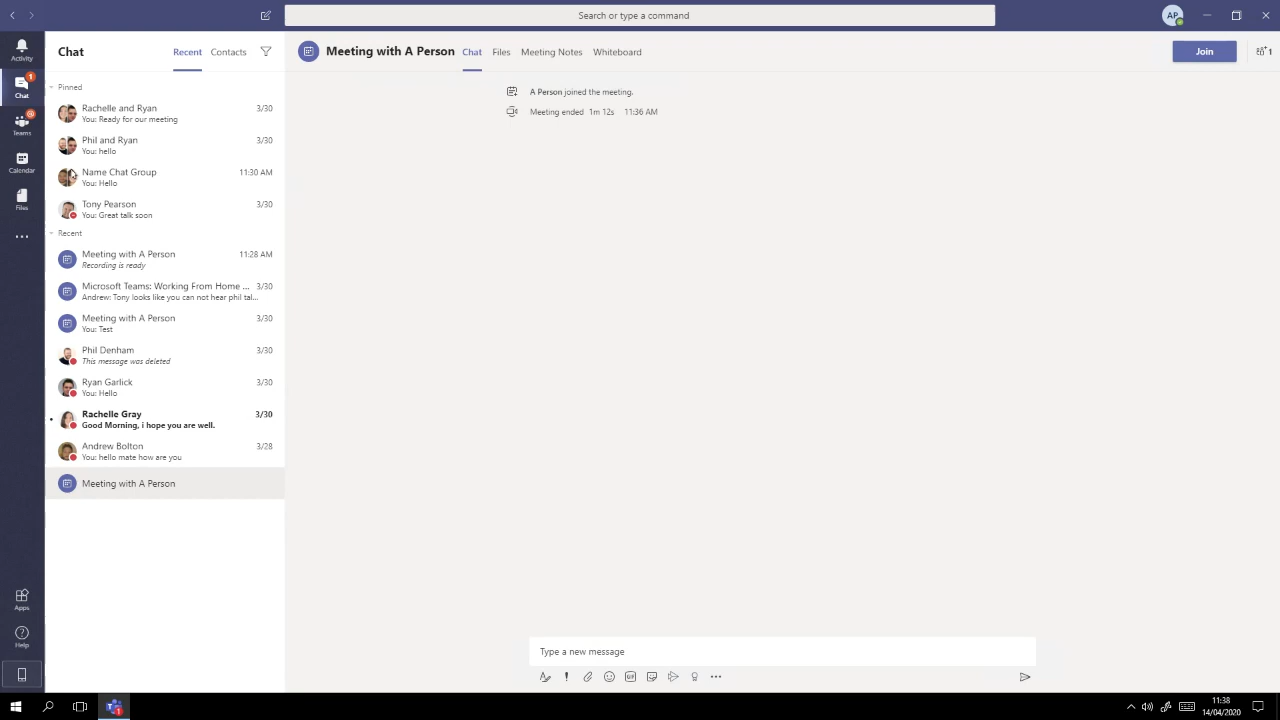 Search or type a command
AP
Activity
1
Chat
Teams
Calendar
Files
Apps
Help
Chat
Recent
Contacts
Pinned
Rachelle and Ryan 3/30
You: Ready for our meeting
Phil and Ryan 3/30
You: hello
Name Chat Group 11:30 AM
You: Hello
Tony Pearson 3/30
You: Great talk soon
Recent
Meeting with A Person 11:28 AM
Recording is ready
Microsoft Teams: Working From Home ... 3/30
Andrew: Tony looks like you can not hear phil tal...
Meeting with A Person 3/30
You: Test
Phil Denham 3/30
This message was deleted
Ryan Garlick 3/30
You: Hello
Rachelle Gray 3/30
Good Morning, i hope you are well.
Andrew Bolton 3/28
You: hello mate how are you
Meeting with A Person
Meeting with A Person Chat Files Meeting Notes Whiteboard
Join
1
A Person joined the meeting.
Meeting ended 1m 12s 11:36 AM
Type a new message
GIF
1
11:38
14/04/2020